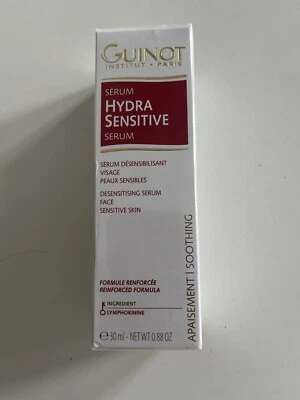 GUINOT
INSTITUT • PARIS
SÉRUM
HYDRA
SENSITIVE
SERUM
SÉRUM DÉSENSIBILISANT
VISAGE
PEAUX SENSIBLES
DESENSITISING SERUM
FACE
SENSITIVE SKIN
APAISEMENT | SOOTHING
FORMULE RENFORCÉE
REINFORCED FORMULA
INGREDIENT
LYMPHOKININE
℮30 ml - NET WT 0.88 OZ